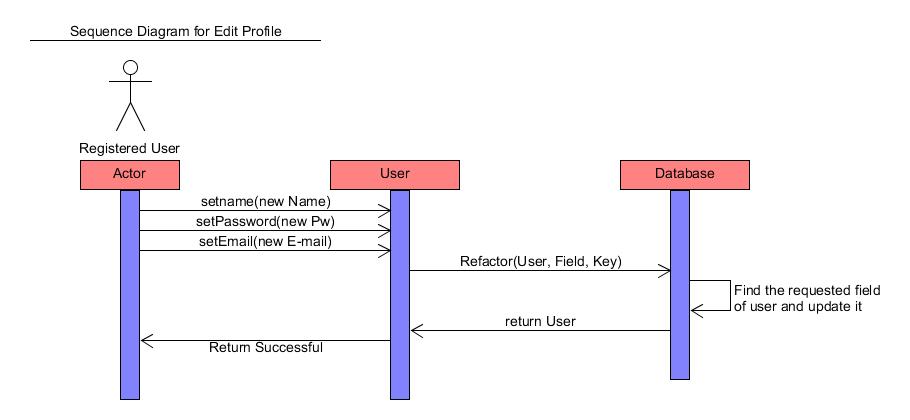 Sequence Diagram for Edit Profile
Registered User
Actor
User
Database
setname(new Name)
setPassword(new Pw)
setEmail(new E-mail)
Refactor(User, Field, Key)
Find the requested field
of user and update it
return User
Return Successful